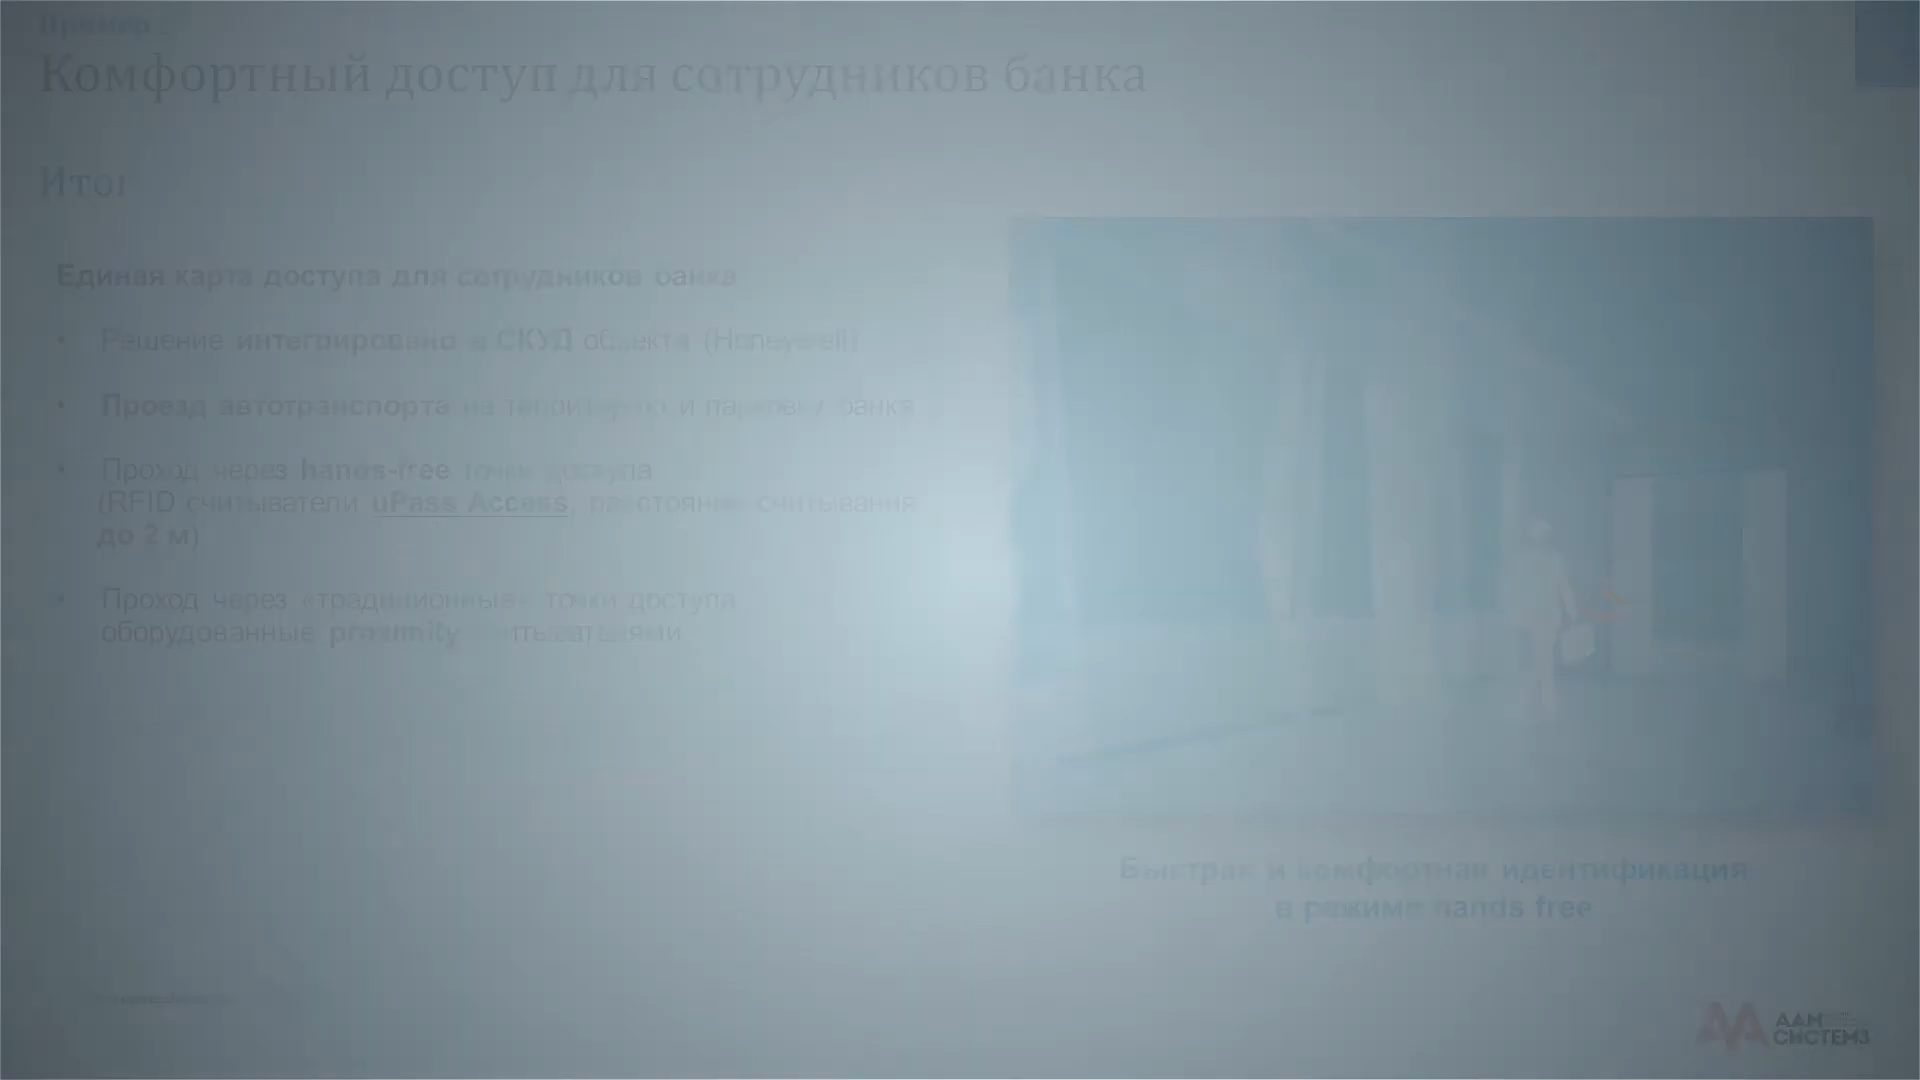 Пример
Комфортный доступ для сотрудников банка
Итог
Единая карта доступа для сотрудников банка
• Решение интегрировано в СКУД объекта (Honeywell)
• Проезд автотранспорта на территорию и парковку банка
• Проход через hands-free точки доступа
(RFID считыватели uPass Access, расстояние считывания
до 2 м)
• Проход через «традиционные» точки доступа
оборудованные proximity считывателями
Быстрая и комфортная идентификация
в режиме hands free
ААМ
СИСТЕМЗ